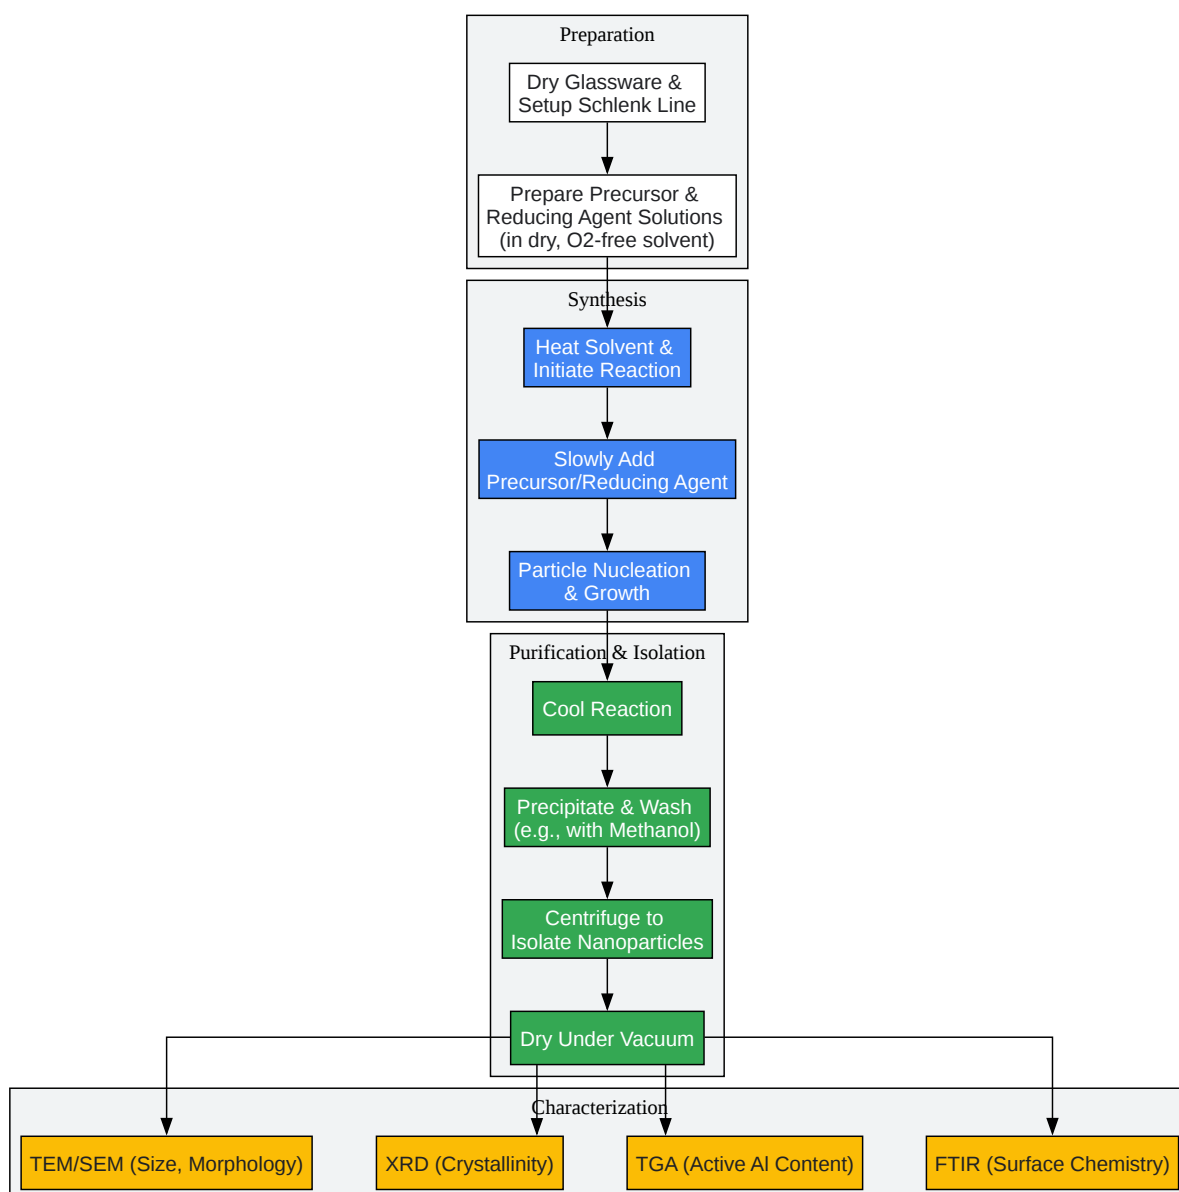 Preparation
Dry Glassware &
Setup Schlenk Line
Prepare Precursor &
Reducing Agent Solutions
(in dry, O2-free solvent)
Synthesis
Heat Solvent &
Initiate Reaction
Slowly Add
Precursor/Reducing Agent
Particle Nucleation
& Growth
Purification & Isolation
Cool Reaction
Precipitate & Wash
(e.g., with Methanol)
Centrifuge to
Isolate Nanoparticles
Dry Under Vacuum
Characterization
TEM/SEM (Size, Morphology)
XRD (Crystallinity)
TGA (Active Al Content)
FTIR (Surface Chemistry)